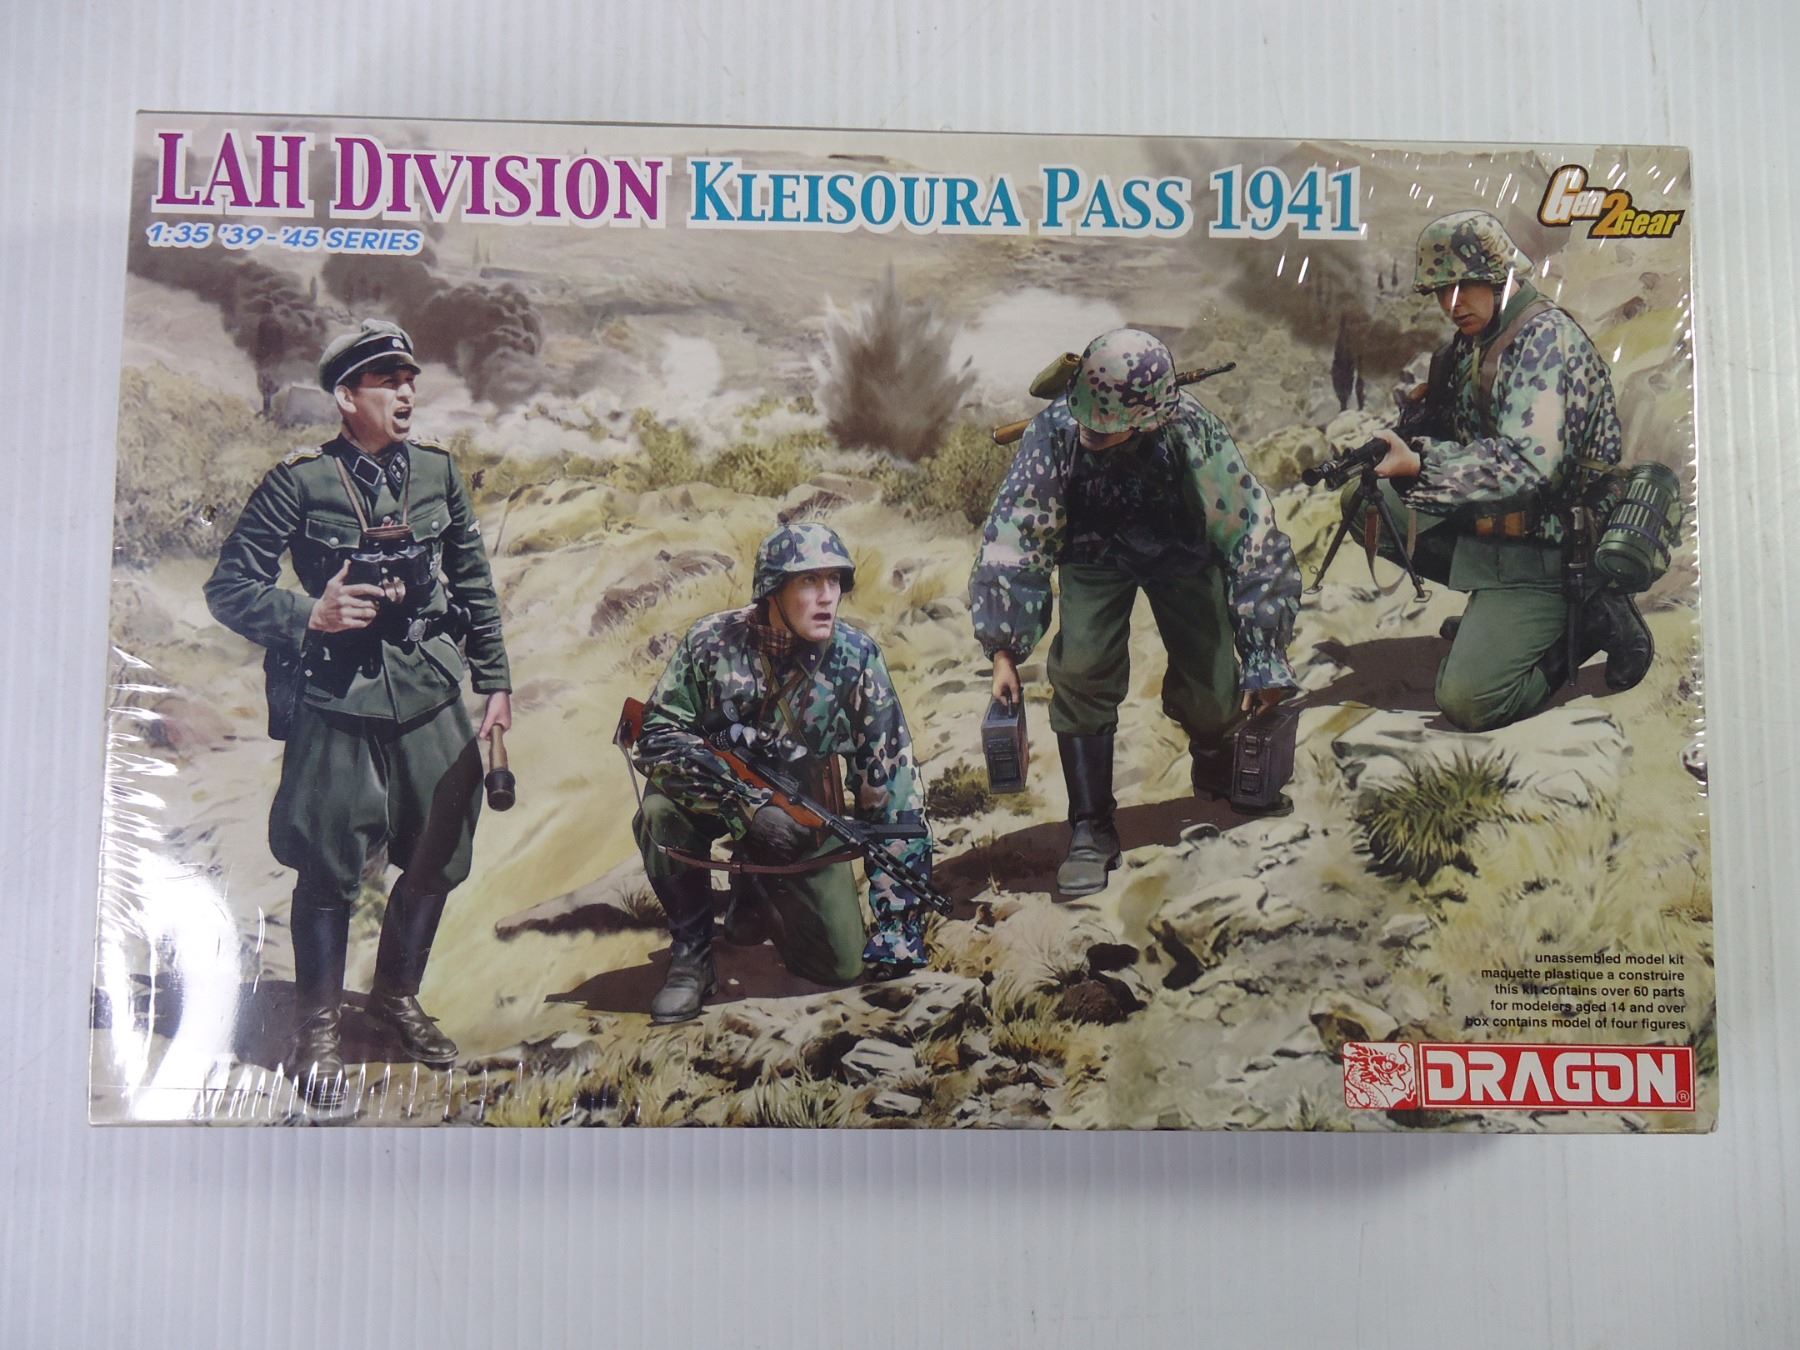 LAH DIVISION KLEISOURA PASS 1941
1:35 '39-'45 SERIES
Gen2Gear
unassembled model kit
maquette plastique a construire
this kit contains over 60 parts
for modelers aged 14 and over
box contains model of four figures
DRAGON®